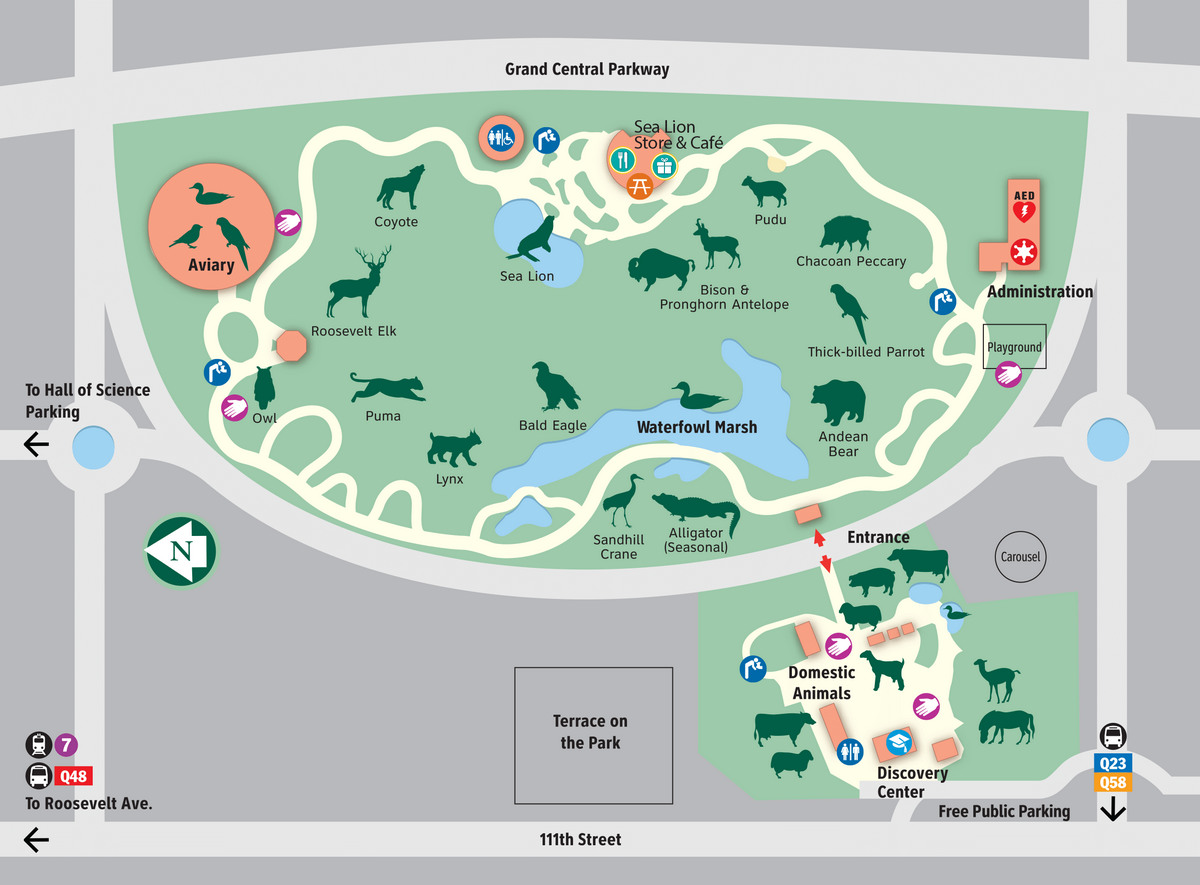 Grand Central Parkway
Sea Lion
Store & Café
AED
Coyote
Pudu
Aviary
Chacoan Peccary
Sea Lion
Bison &
Pronghorn Antelope
Administration
Roosevelt Elk
Thick-billed Parrot
Playground
To Hall of Science
Parking
Owl
Puma
Bald Eagle
Waterfowl Marsh
Andean
Bear
Lynx
Sandhill
Crane
Alligator
(Seasonal)
N
Entrance
Carousel
Domestic
Animals
Terrace on
the Park
Discovery
Center
7
Q48
To Roosevelt Ave.
Q23
Q58
Free Public Parking
111th Street